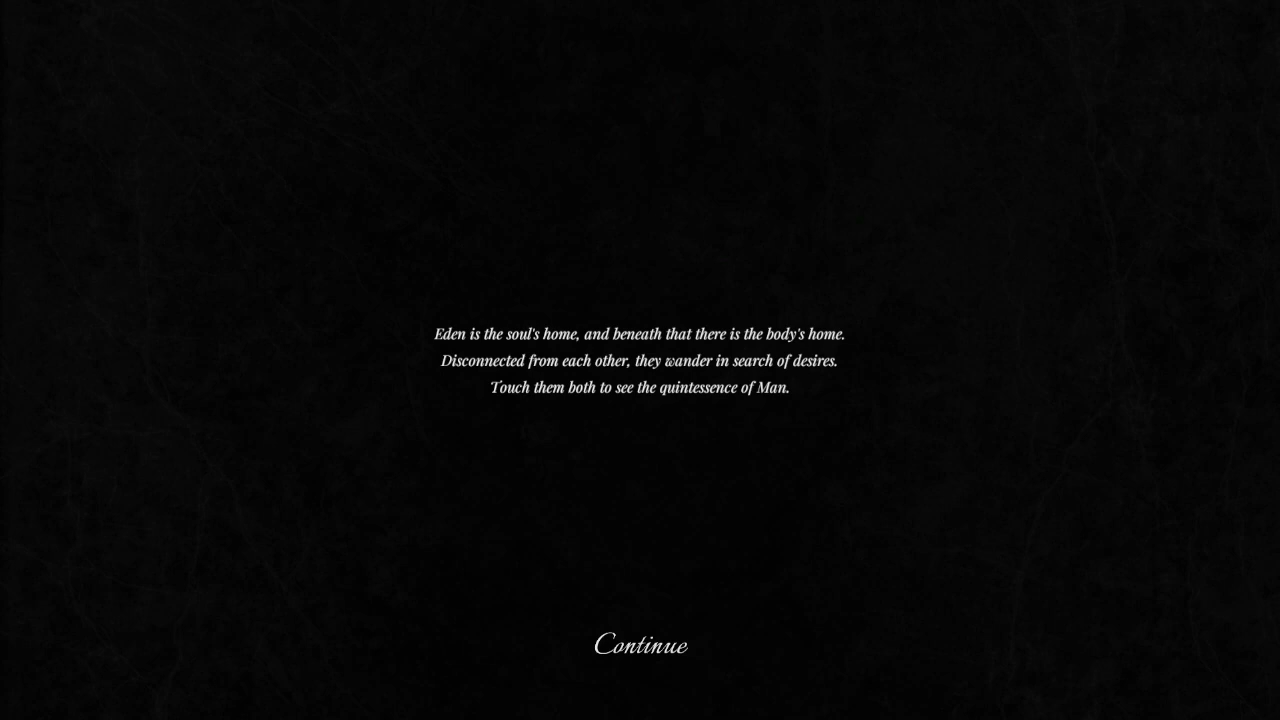 Eden is the soul's home, and beneath that there is the body's home.
Disconnected from each other, they wander in search of desires.
Touch them both to see the quintessence of Man.
Continue